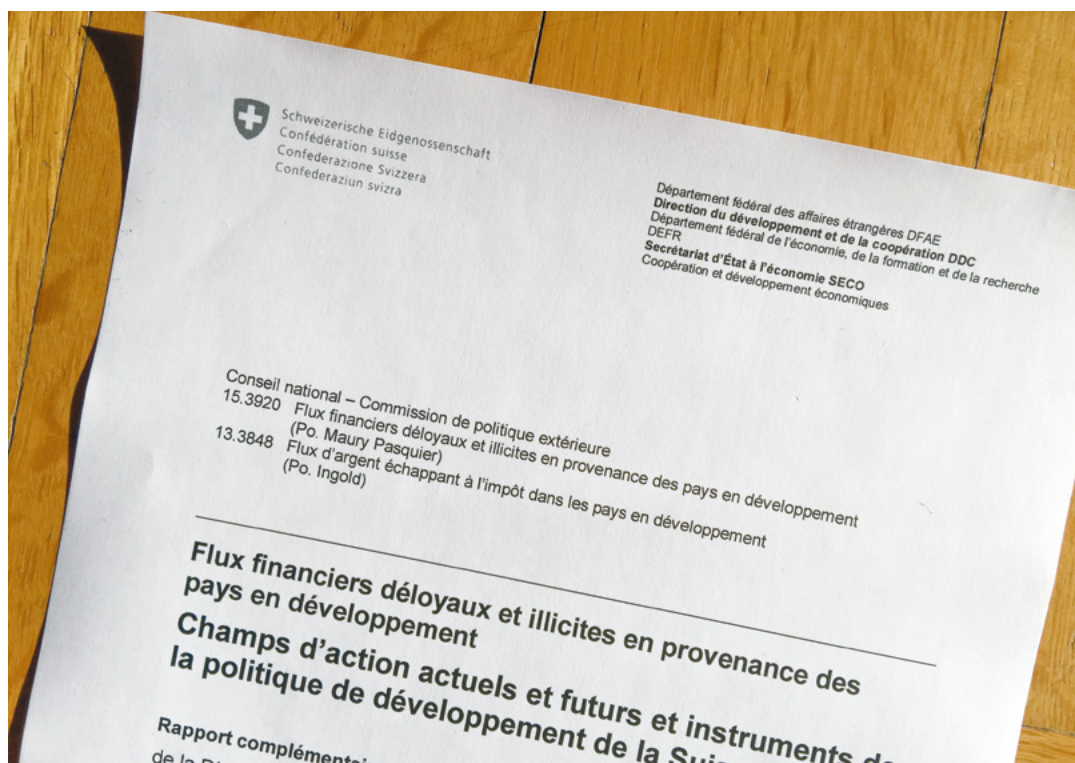 Schweizerische Eidgenossenschaft
Confédération suisse
Confederazione Svizzera
Confederaziun svizra
Département fédéral des affaires étrangères DFAE
Direction du développement et de la coopération DDC
Département fédéral de l'économie, de la formation et de la recherche
DEFR
Secrétariat d'État à l'économie SECO
Coopération et développement économiques
Conseil national – Commission de politique extérieure
15.3920 Flux financiers déloyaux et illicites en provenance des pays en développement
(Po. Maury Pasquier)
13.3848 Flux d'argent échappant à l'impôt dans les pays en développement
(Po. Ingold)
Flux financiers déloyaux et illicites en provenance des
pays en développement
Champs d'action actuels et futurs et instruments
la politique de développement de la
Rapport
de la